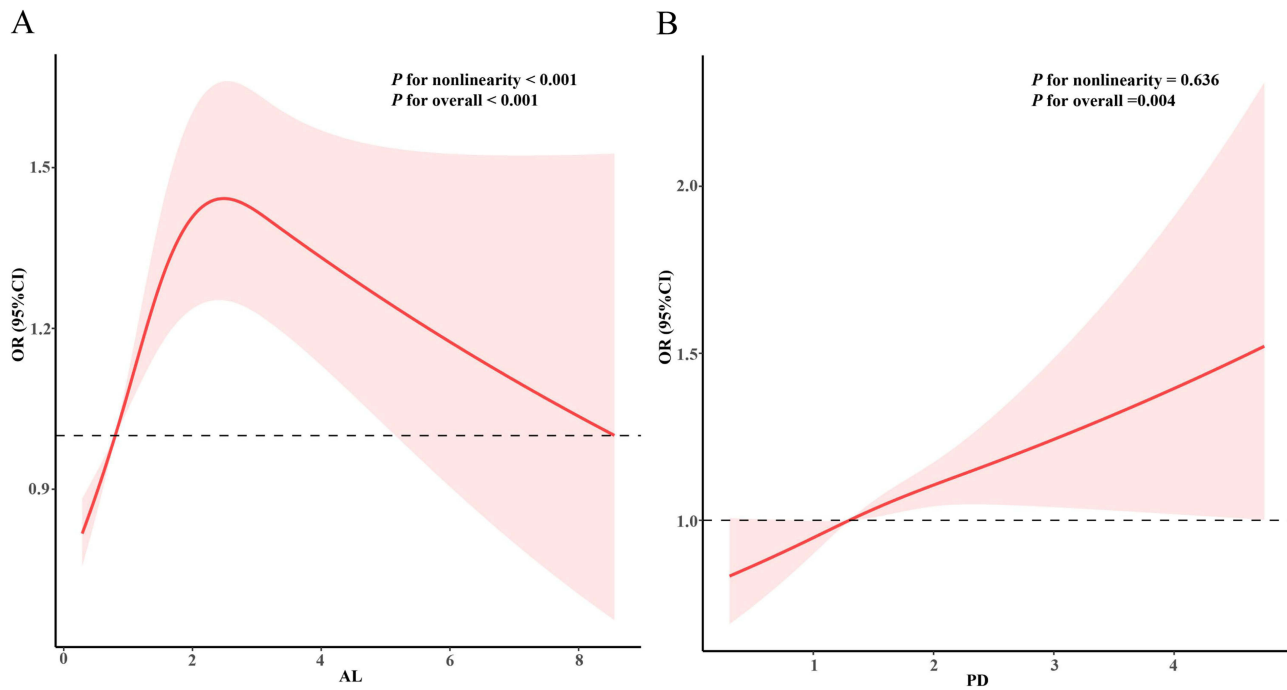 A
P for nonlinearity < 0.001
P for overall < 0.001
OR (95%CI)
1.5
1.2
0.9
0
2
4
6
8
AL
B
P for nonlinearity = 0.636
P for overall =0.004
OR (95%CI)
2.0
1.5
1.0
1
2
3
4
PD